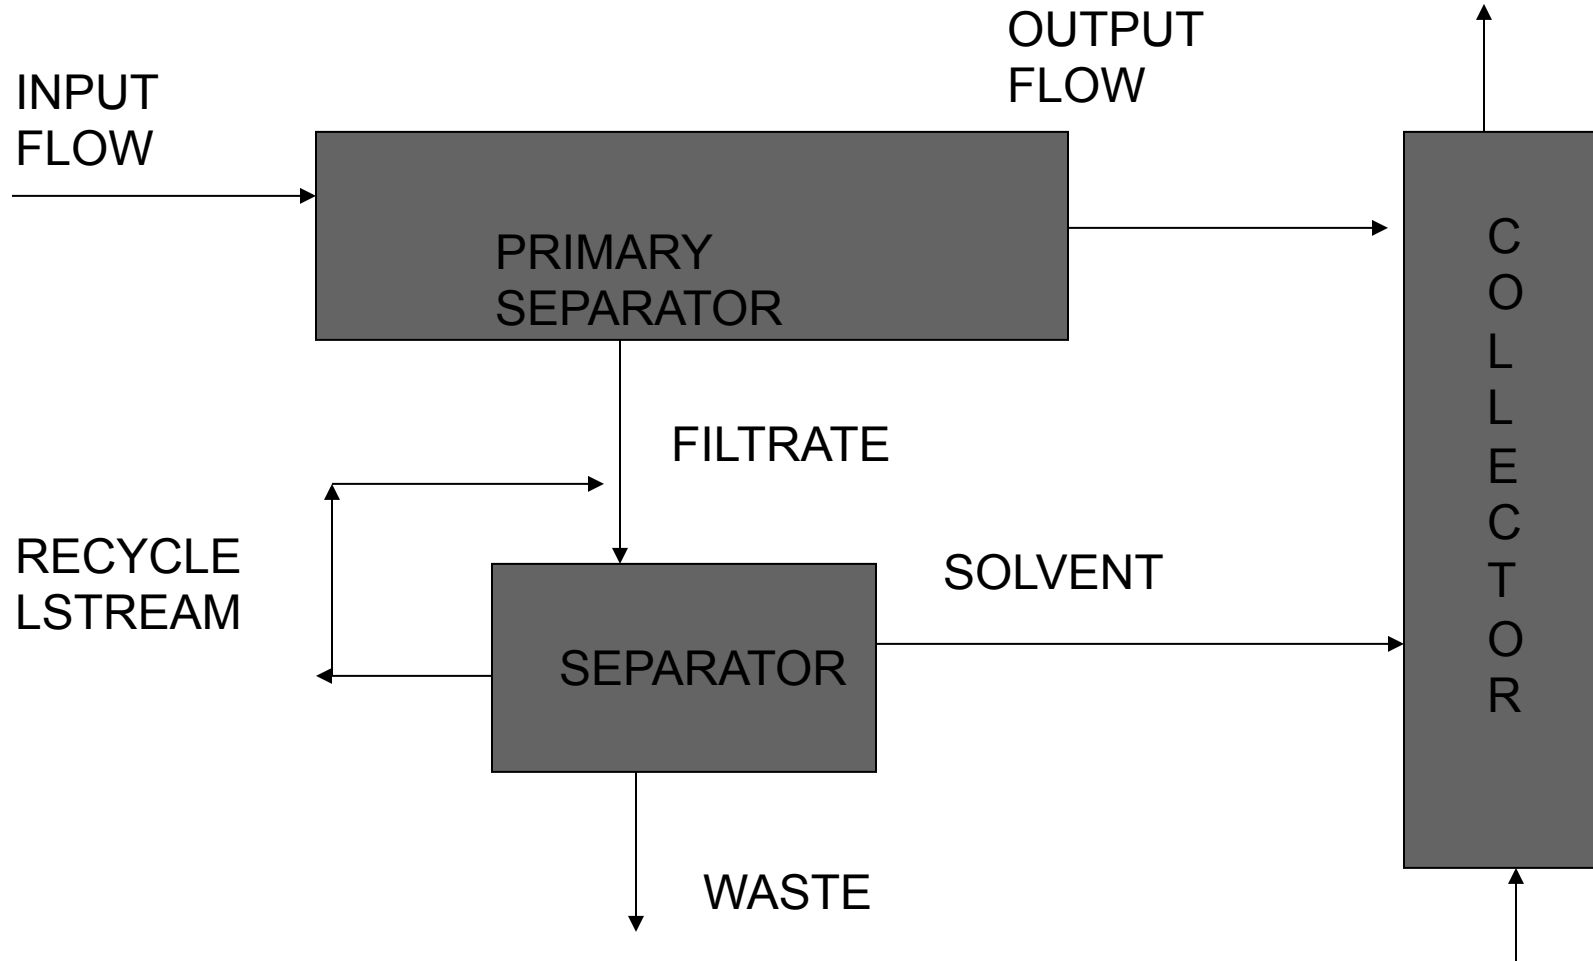 OUTPUT
FLOW
INPUT
FLOW
PRIMARY
SEPARATOR
C
O
L
L
E
C
T
O
R
FILTRATE
RECYCLE
LSTREAM
SOLVENT
SEPARATOR
WASTE